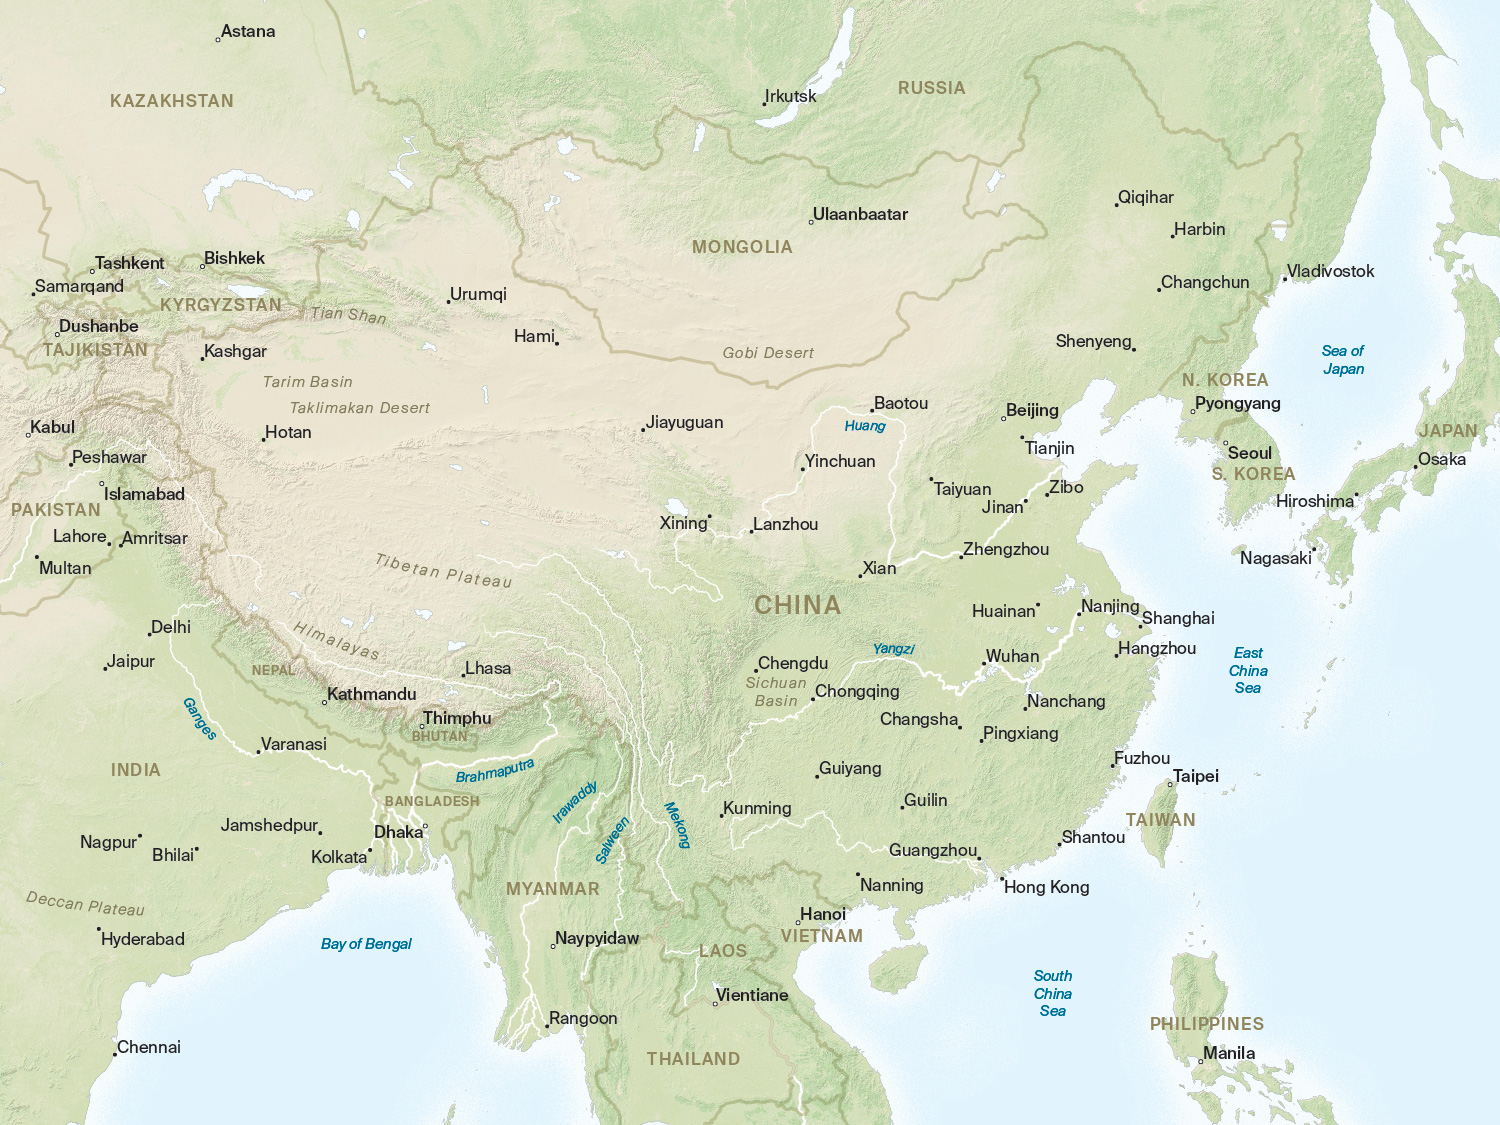 Astana
KAZAKHSTAN
RUSSIA
Irkutsk
Qiqihar
Ulaanbaatar
Harbin
MONGOLIA
Tashkent
Bishkek
Samarqand
Vladivostok
Changchun
KYRGYZSTAN
Urumqi
Tian Shan
Dushanbe
Hami
Shenyeng
TAJIKISTAN
Kashgar
Gobi Desert
Sea of
Japan
Tarim Basin
N. KOREA
Taklimakan Desert
Baotou
Beijing
Pyongyang
Kabul
Hotan
Jiayuguan
Huang
JAPAN
Tianjin
Seoul
Peshawar
Yinchuan
Osaka
S. KOREA
Islamabad
Taiyuan
Zibo
PAKISTAN
Jinan
Hiroshima
Xining
Lanzhou
Lahore
Amritsar
Zhengzhou
Nagasaki
Multan
Tibetan Plateau
Xian
CHINA
Huainan
Nanjing
Shanghai
Delhi
Himalayas
Yangzi
Hangzhou
East
China
Sea
Jaipur
NEPAL
Lhasa
Chengdu
Wuhan
Sichuan
Basin
Kathmandu
Chongqing
Nanchang
Ganges
Thimphu
BHUTAN
Changsha
Pingxiang
Varanasi
Fuzhou
INDIA
Brahmaputra
Guiyang
Taipei
BANGLADESH
Irawaddy
Kunming
Guilin
TAIWAN
Jamshedpur
Dhaka
Salween
Mekong
Shantou
Nagpur
Bhilai
Kolkata
Guangzhou
MYANMAR
Nanning
Hong Kong
Deccan Plateau
Hanoi
VIETNAM
Hyderabad
Bay of Bengal
Naypyidaw
LAOS
South
China
Sea
Vientiane
Rangoon
PHILIPPINES
Chennai
THAILAND
Manila